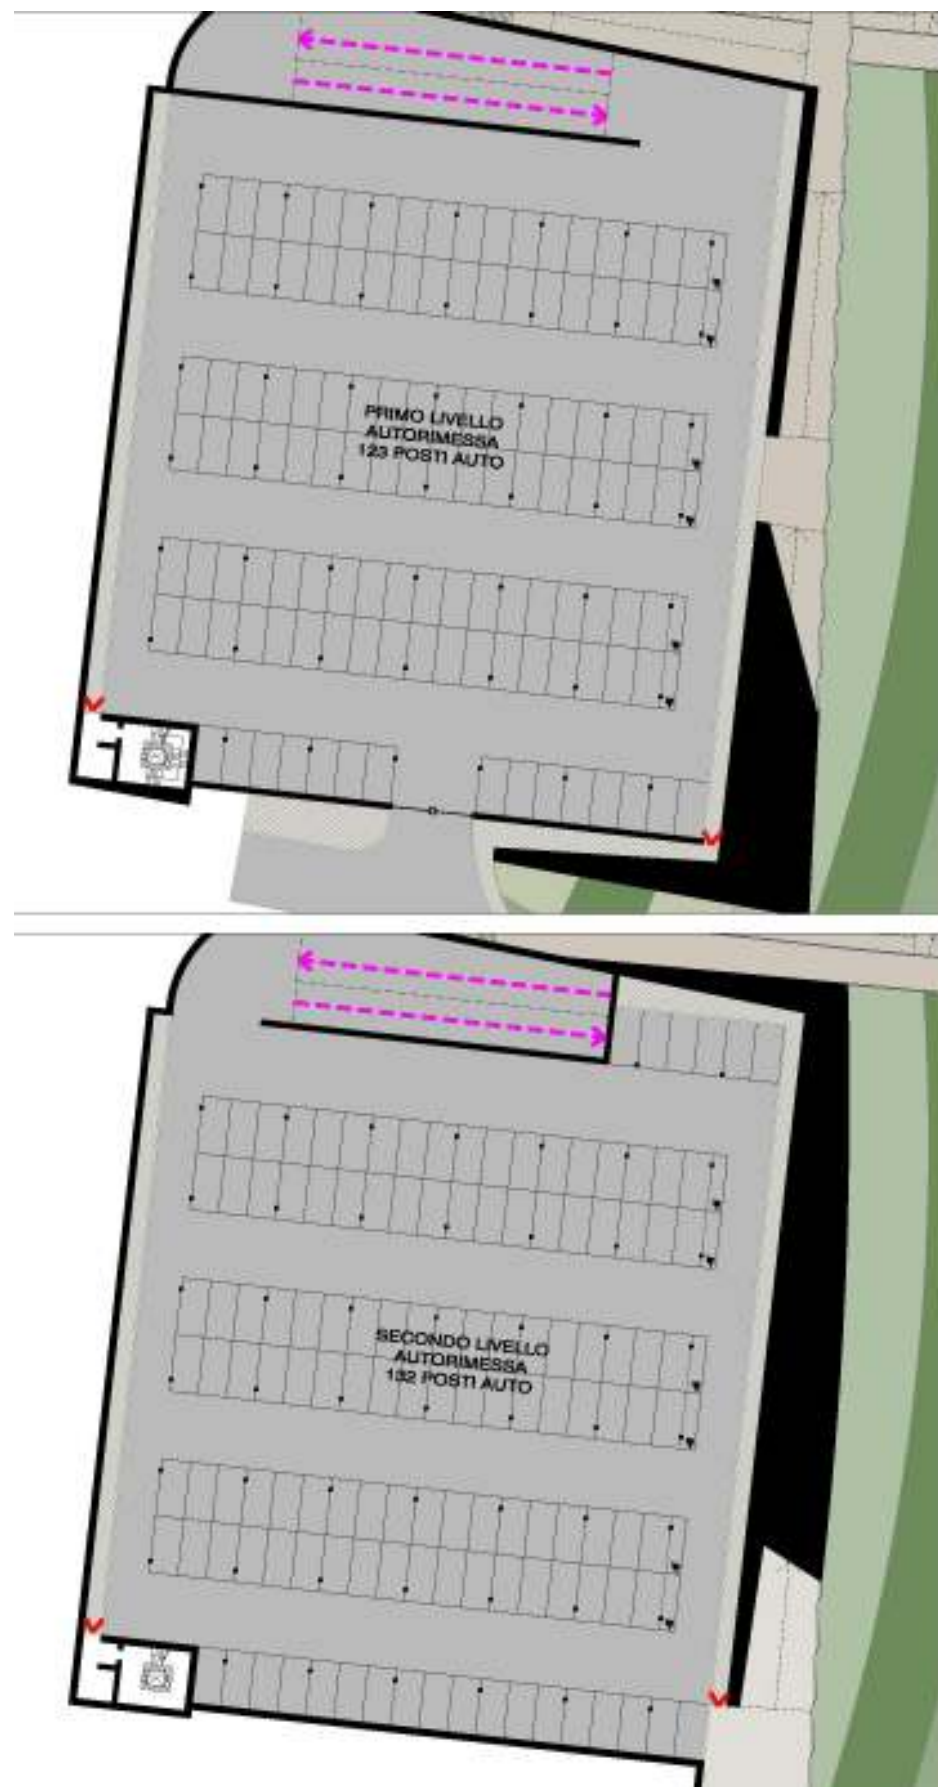 PRIMO LIVELLO
AUTORIMESSA
123 POSTI AUTO
SECONDO LIVELLO
AUTORIMESSA
132 POSTI AUTO